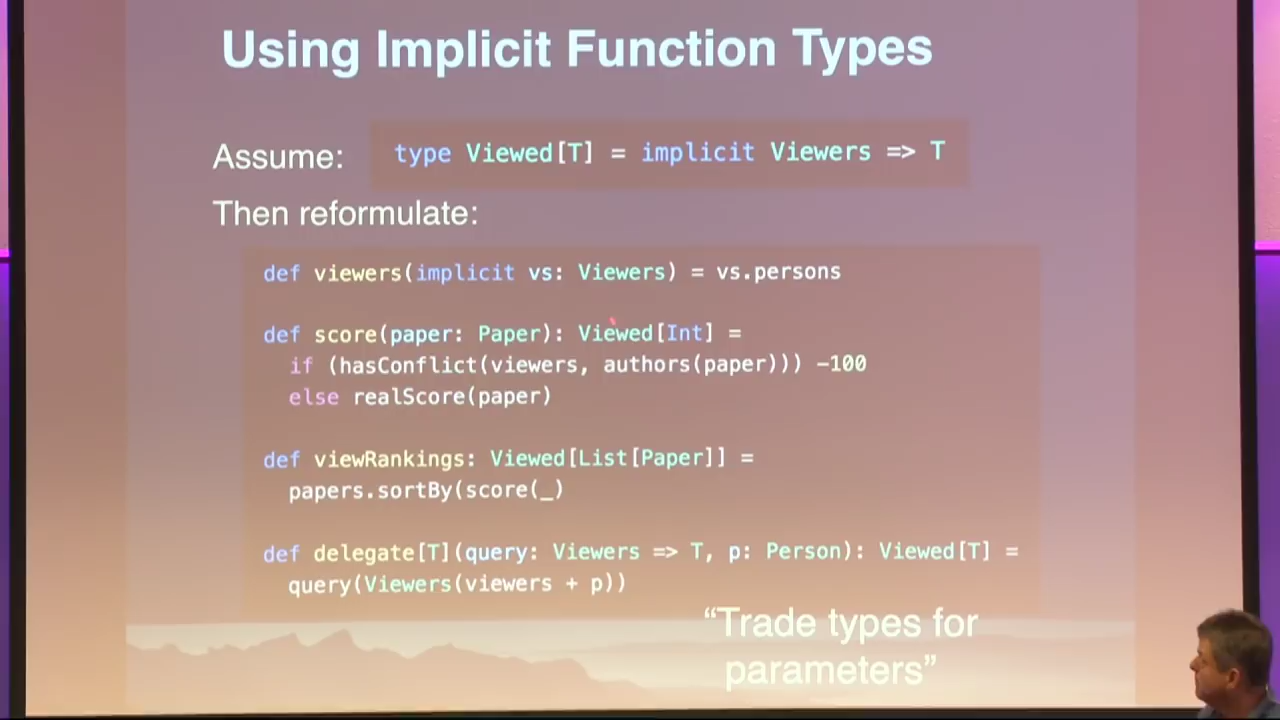 Using Implicit Function Types
Assume: type Viewed[T] = implicit Viewers => T
Then reformulate:
def viewers(implicit vs: Viewers) = vs.persons
def score(paper: Paper): Viewed[Int] =
if (hasConflict(viewers, authors(paper))) -100
else realScore(paper)
def viewRankings: Viewed[List[Paper]] =
papers.sortBy(score(_)
def delegate[T](query: Viewers => T, p: Person): Viewed[T] =
query(Viewers(viewers + p))
“Trade types for
parameters”